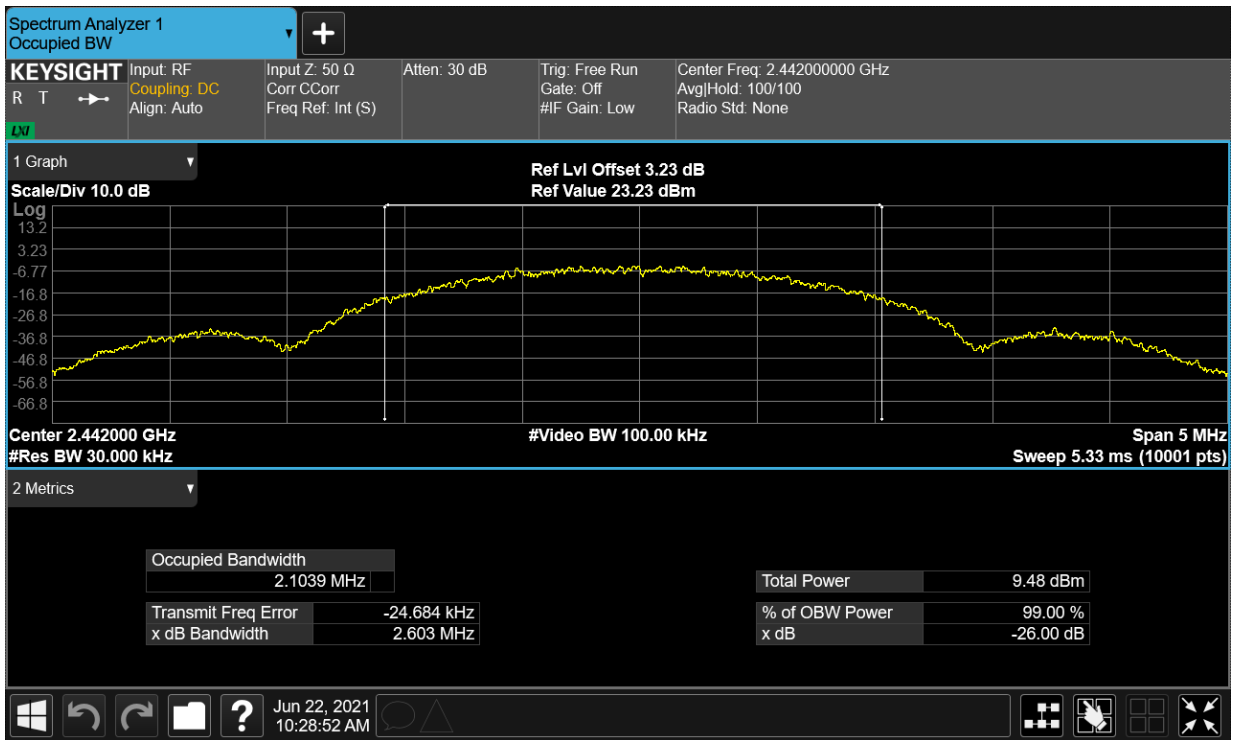 Spectrum Analyzer 1
Occupied BW
+
KEYSIGHT
R T
LXI
Input: RF
Coupling: DC
Align: Auto
Input Z: 50 Ω
Corr CCorr
Freq Ref: Int (S)
Atten: 30 dB
Trig: Free Run
Gate: Off
#IF Gain: Low
Center Freq: 2.442000000 GHz
Avg|Hold: 100/100
Radio Std: None
1 Graph
Ref Lvl Offset 3.23 dB
Scale/Div 10.0 dB
Ref Value 23.23 dBm
Log
13.2
3.23
-6.77
-16.8
-26.8
-36.8
-46.8
-56.8
-66.8
Center 2.442000 GHz
#Video BW 100.00 kHz
Span 5 MHz
#Res BW 30.000 kHz
Sweep 5.33 ms (10001 pts)
2 Metrics
Occupied Bandwidth
2.1039 MHz
Total Power 9.48 dBm
Transmit Freq Error -24.684 kHz
% of OBW Power 99.00 %
x dB Bandwidth 2.603 MHz
x dB -26.00 dB
?
Jun 22, 2021
10:28:52 AM